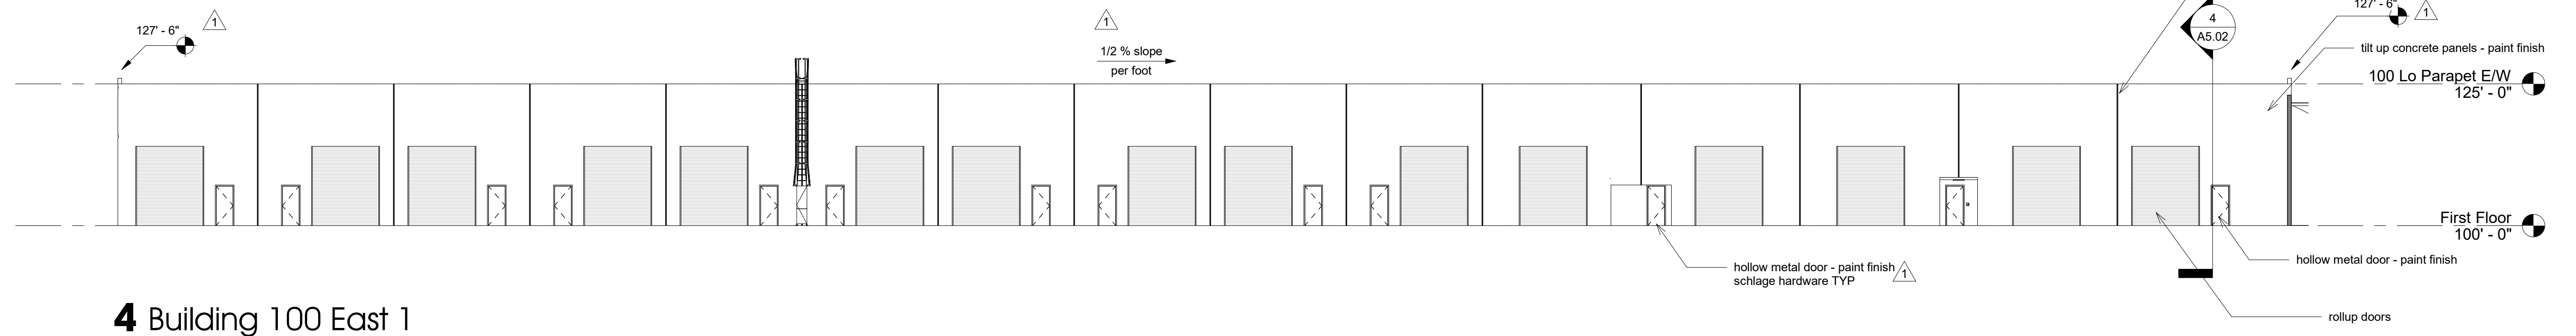 127' - 6"
1
1
1/2 % slope
per foot
4
A5.02
127' - 6"
1
tilt up concrete panels - paint finish
100 Lo Parapet E/W
125' - 0"
First Floor
100' - 0"
hollow metal door - paint finish
schlage hardware TYP
1
hollow metal door - paint finish
rollup doors
4 Building 100 East 1